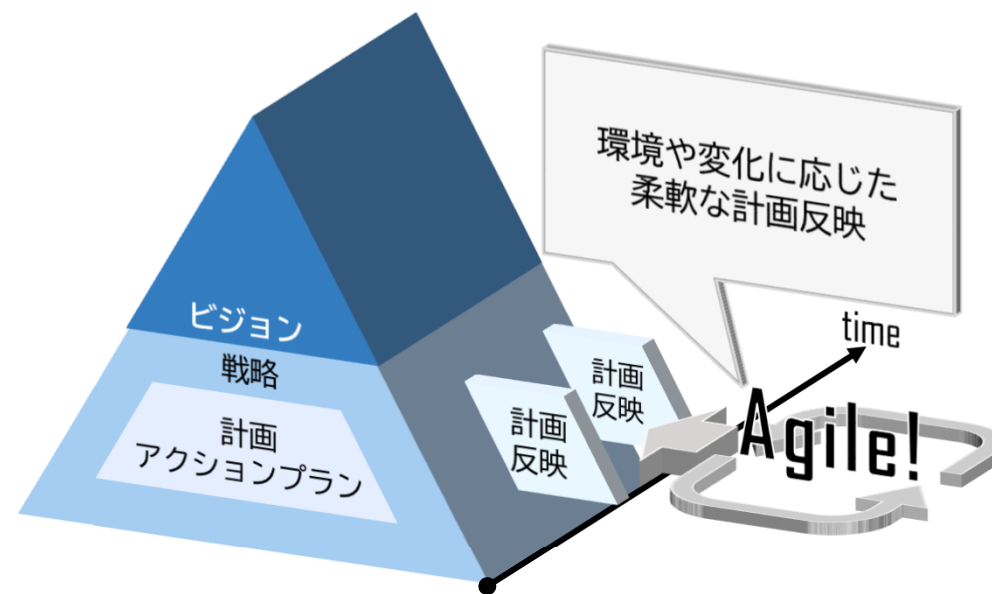 環境や変化に応じた
柔軟な計画反映
ビジョン
戦略
計画
アクションプラン
計画
反映
計画
反映
time
Agile!